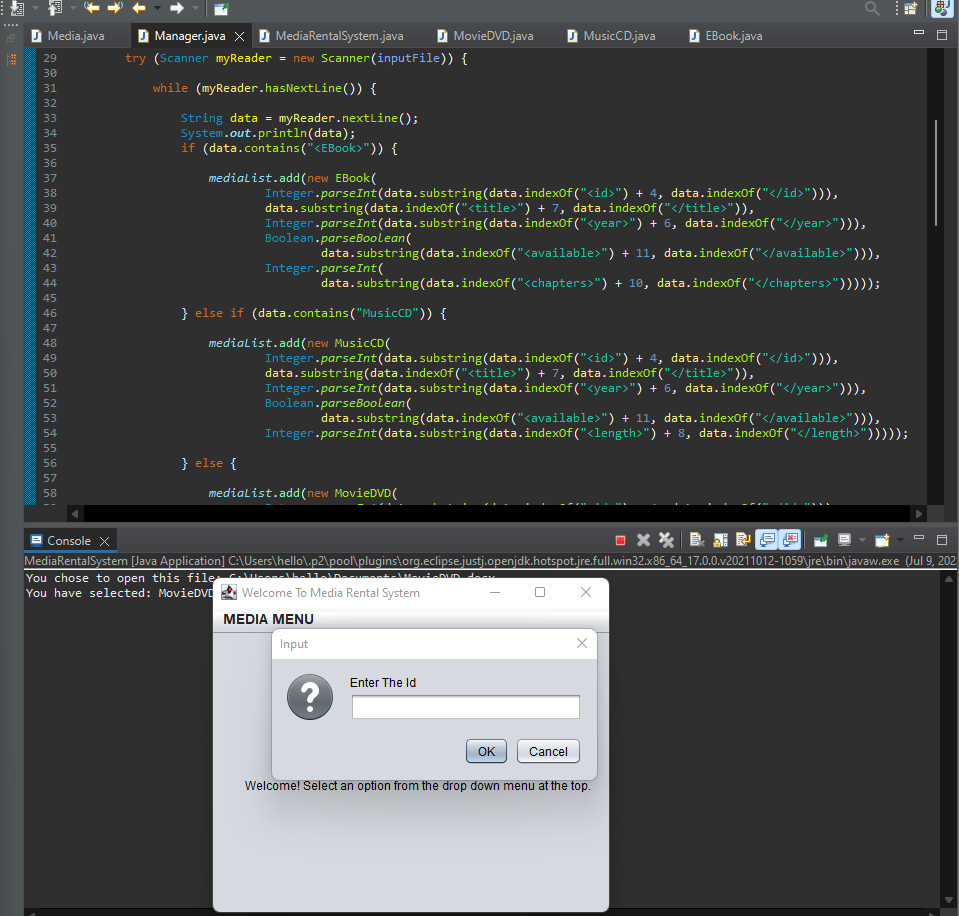 Media.java
Manager.java
MediaRentalSystem.java
MovieDVD.java
MusicCD.java
EBook.java
29 try (Scanner myReader = new Scanner(inputFile)) {
30
31 while (myReader.hasNextLine()) {
32
33 String data = myReader.nextLine();
34 System.out.println(data);
35 if (data.contains("<EBook>")) {
36
37 mediaList.add(new EBook(
38 Integer.parseInt(data.substring(data.indexOf("<id>") + 4, data.indexOf("</id>"))),
39 data.substring(data.indexOf("<title>") + 7, data.indexOf("</title>")),
40 Integer.parseInt(data.substring(data.indexOf("<year>") + 6, data.indexOf("</year>"))),
41 Boolean.parseBoolean(
42 data.substring(data.indexOf("<available>") + 11, data.indexOf("</available>"))),
43 Integer.parseInt(
44 data.substring(data.indexOf("<chapters>") + 10, data.indexOf("</chapters>")))));
45
46 } else if (data.contains("MusicCD")) {
47
48 mediaList.add(new MusicCD(
49 Integer.parseInt(data.substring(data.indexOf("<id>") + 4, data.indexOf("</id>"))),
50 data.substring(data.indexOf("<title>") + 7, data.indexOf("</title>")),
51 Integer.parseInt(data.substring(data.indexOf("<year>") + 6, data.indexOf("</year>"))),
52 Boolean.parseBoolean(
53 data.substring(data.indexOf("<available>") + 11, data.indexOf("</available>"))),
54 Integer.parseInt(data.substring(data.indexOf("<length>") + 8, data.indexOf("</length>")))));
55
56 } else {
57
58 mediaList.add(new MovieDVD(
Console
MediaRentalSystem [Java Application] C:\Users\hello\.p2\pool\plugins\org.eclipse.justj.openjdk.hotspot.jre.full.win32.x86_64_17.0.0.v20211012-1059\jre\bin\javaw.exe (Jul 9, 202
You chose to open this file: C:\Users\hello\Documents\MovieDVD.docx
You have selected: MovieDVD
Welcome To Media Rental System
MEDIA MENU
Input
Enter The Id
OK
Cancel
Welcome! Select an option from the drop down menu at the top.